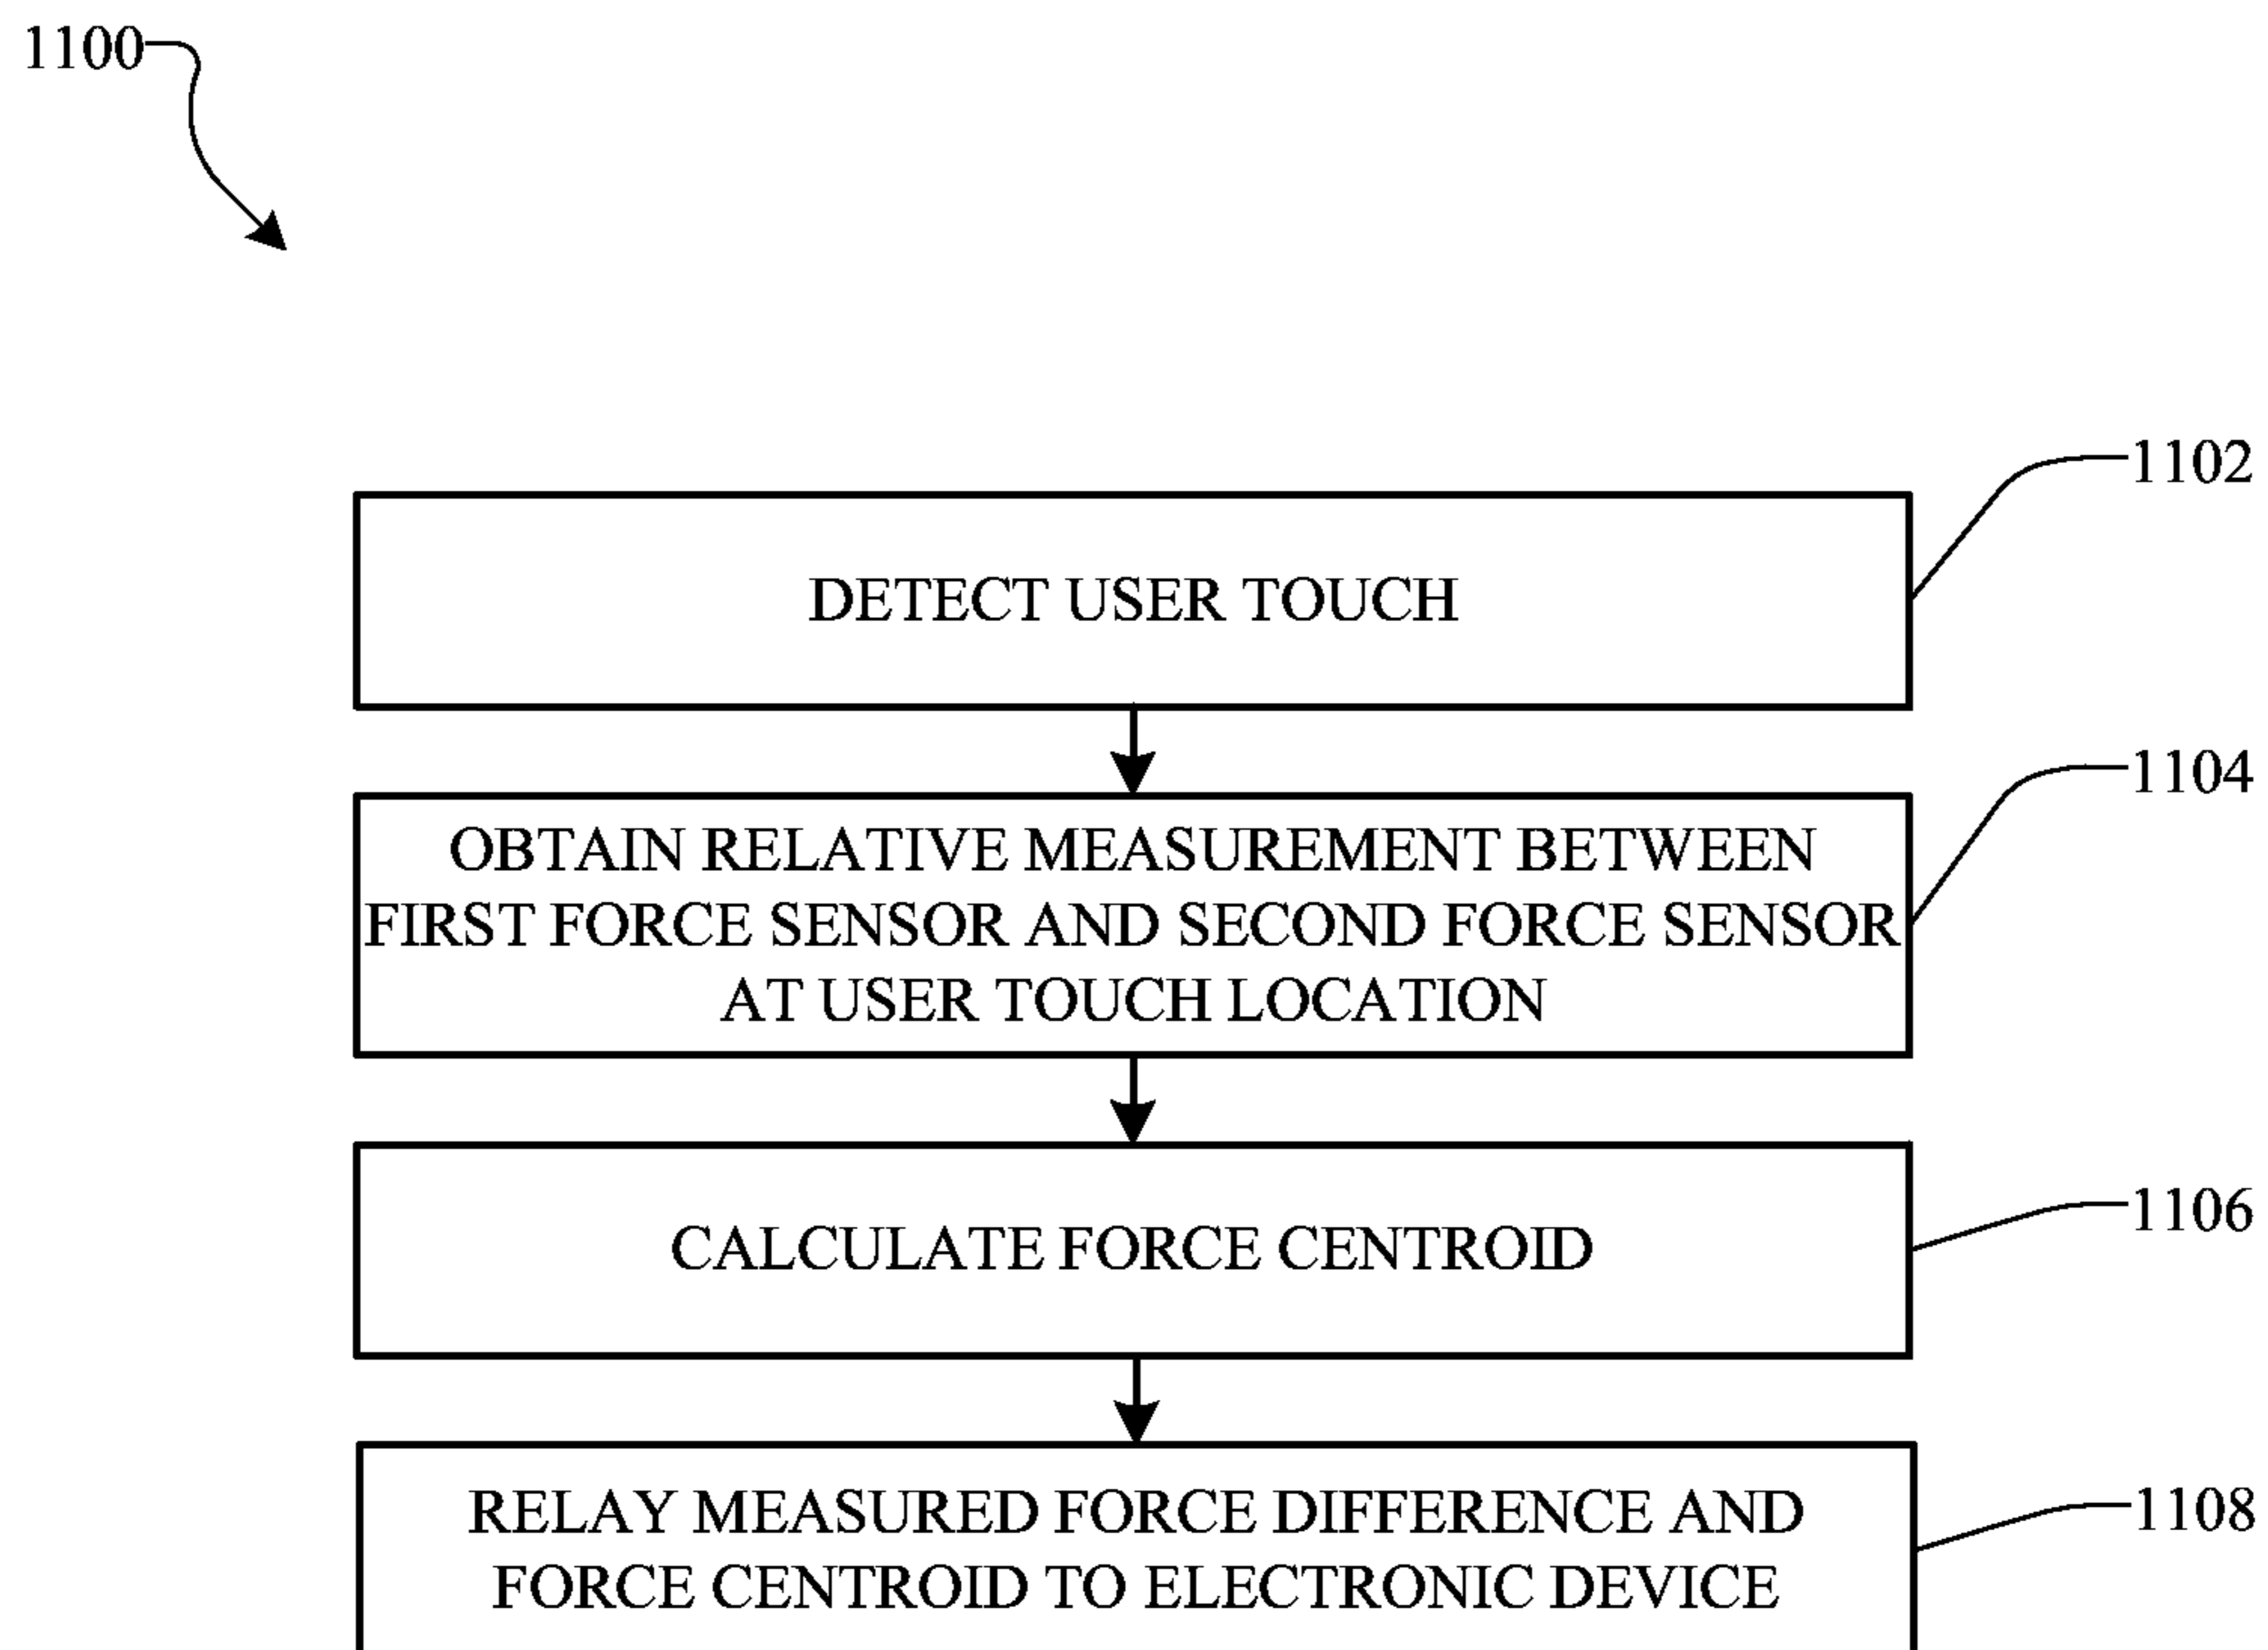 1100
1102
DETECT USER TOUCH
1104
OBTAIN RELATIVE MEASUREMENT BETWEEN
FIRST FORCE SENSOR AND SECOND FORCE SENSOR
AT USER TOUCH LOCATION
1106
CALCULATE FORCE CENTROID
1108
RELAY MEASURED FORCE DIFFERENCE AND
FORCE CENTROID TO ELECTRONIC DEVICE